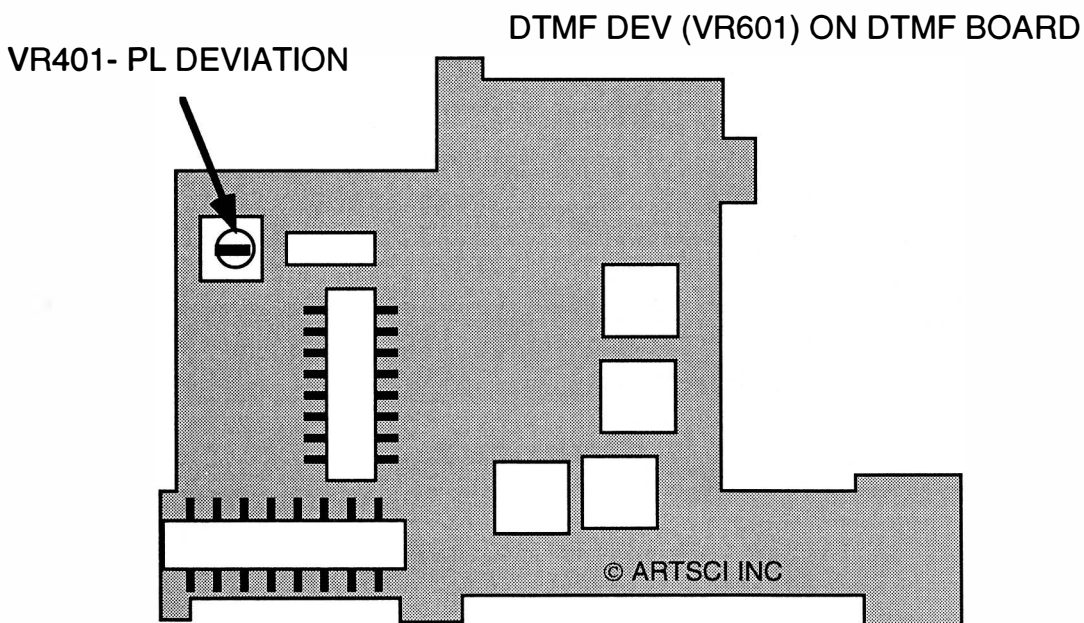 DTMF DEV (VR601) ON DTMF BOARD
VR401- PL DEVIATION
© ARTSCI INC